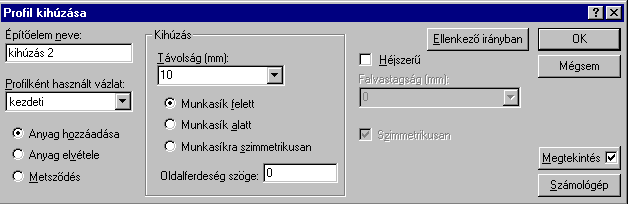 Profil kihúzása
Építőelem neve:
kihúzás 2
Profilként használt vázlat:
kezdeti
Anyag hozzáadása
Anyag elvétele
Metsződés
Kihúzás
Távolság (mm):
10
Munkasík felett
Munkasík alatt
Munkasíkra szimmetrikusan
Oldalferdeség szöge: 0
Ellenkező irányban
Héjszerű
Falvastagság (mm):
0
Szimmetrikusan
OK
Mégsem
Megtekintés
Számológép